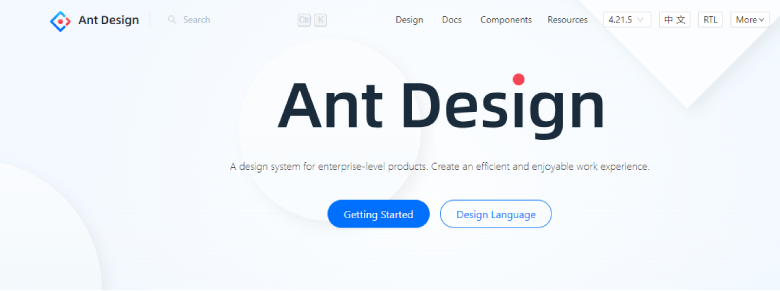 Ant Design Search Ctrl K Design Docs Components Resources 4.21.5 中 文 RTL More
Ant Design
A design system for enterprise-level products. Create an efficient and enjoyable work experience.
Getting Started Design Language